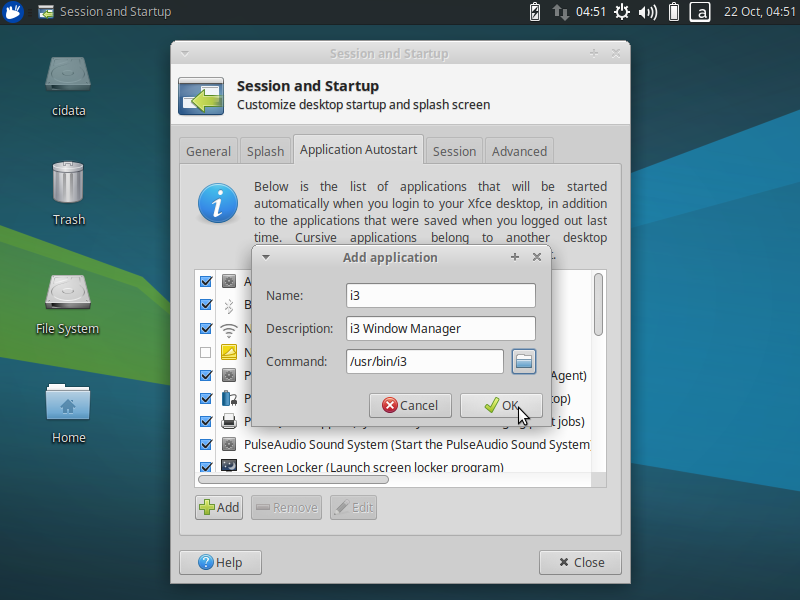 Session and Startup
04:51
a
22 Oct, 04:51
cidata
Trash
File System
Home
Session and Startup
Session and Startup
Customize desktop startup and splash screen
General
Splash
Application Autostart
Session
Advanced
Below is the list of applications that will be started
automatically when you login to your Xfce desktop, in addition
to the applications that were saved when you logged out last
time. Cursive applications belong to another desktop
Add application
Name:
i3
Description:
i3 Window Manager
Command:
/usr/bin/i3
Cancel
OK
Agent)
jobs)
PulseAudio Sound System (Start the PulseAudio Sound System)
Screen Locker (Launch screen locker program)
Add
Remove
Edit
Help
Close